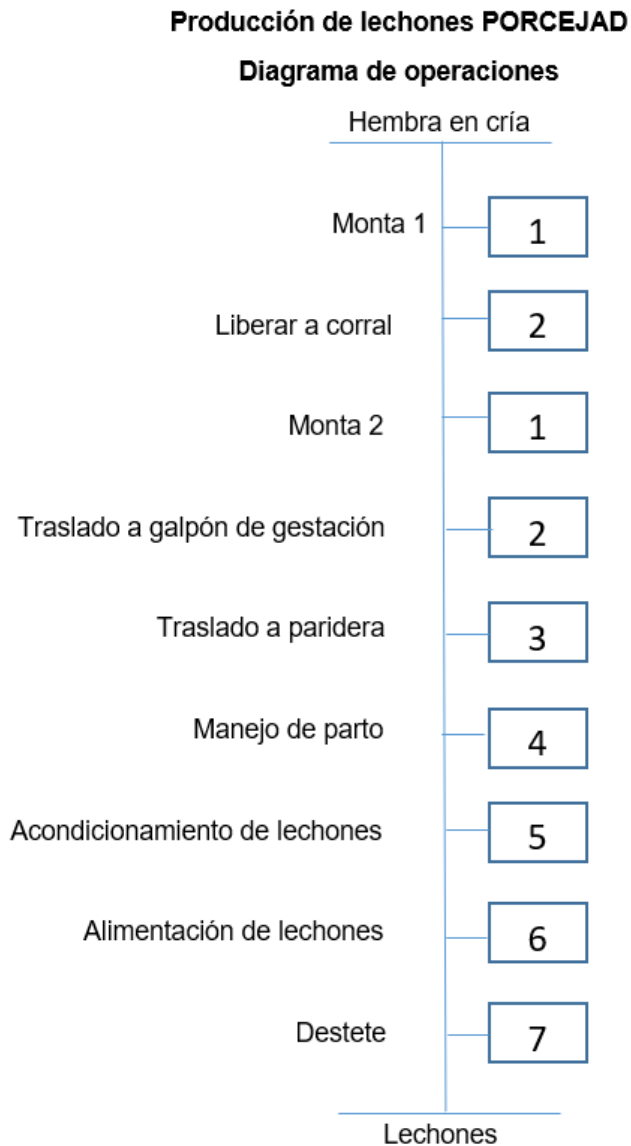 Producción de lechones PORCEJAD
Diagrama de operaciones
Hembra en cría
Monta 1 1
Liberar a corral 2
Monta 2 1
Traslado a galpón de gestación 2
Traslado a paridera 3
Manejo de parto 4
Acondicionamiento de lechones 5
Alimentación de lechones 6
Destete 7
Lechones